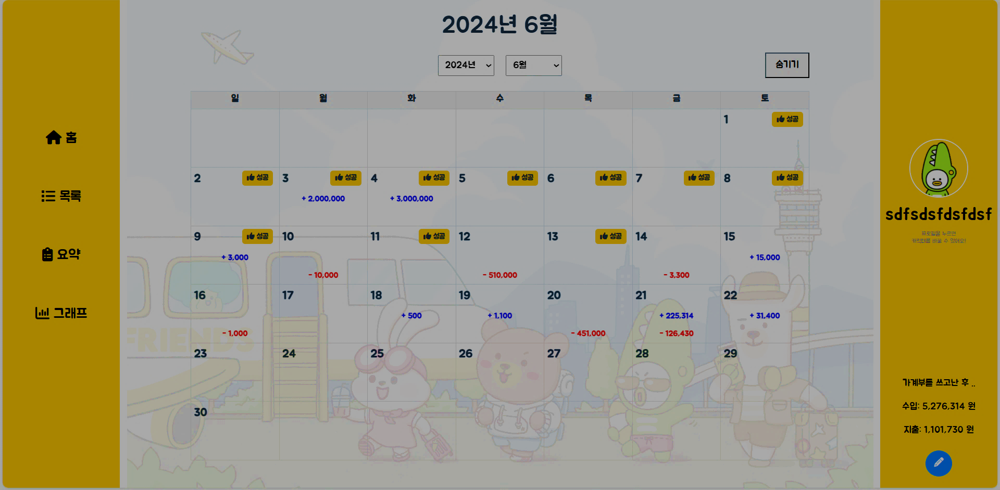 홈
목록
요약
그래프
2024년 6월
2024년 6월
숨기기
일 월 화 수 목 금 토
1 성공
2 성공 3 성공 4 성공 5 성공 6 성공 7 성공 8 성공
+ 2,000,000 + 3,000,000
9 성공 10 11 성공 12 13 성공 14 15
+ 3,000 + 15,000
- 10,000 - 510,000 - 3,300
16 17 18 19 20 21 22
+ 500 + 1,100 + 225,314 + 31,400
- 1,000 - 451,000 - 126,430
FRIENDS
23 24 25 26 27 28 29
30
sdfsdsfdsfdsf
프로필을 누르면
캐릭터를 바꿀 수 있어요!
가계부를 쓰고난 후 ..
수입: 5,276,314 원
지출: 1,101,730 원